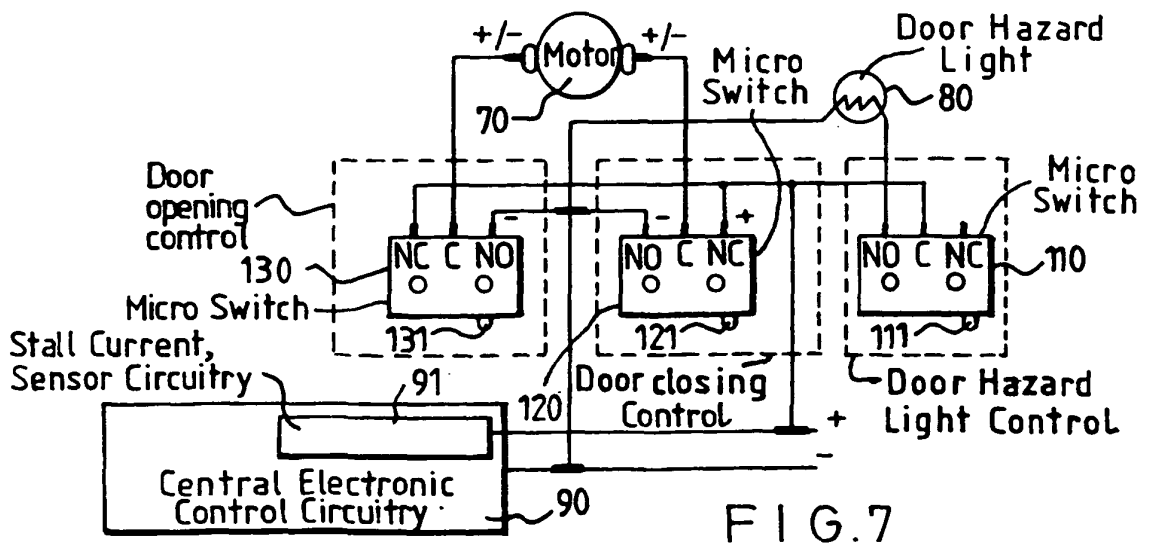 +/- Motor +/-
70
Door Hazard
Light
80
Micro
Switch
Door
opening
control
130
Micro Switch
NC C NO
-
131
-
+
NO C NC
121
120
Door closing
Control
Micro
Switch
NO C NC
110
111
Door Hazard
Light Control
Stall Current,
Sensor Circuitry
91
+
-
Central Electronic
Control Circuitry
90
FIG.7